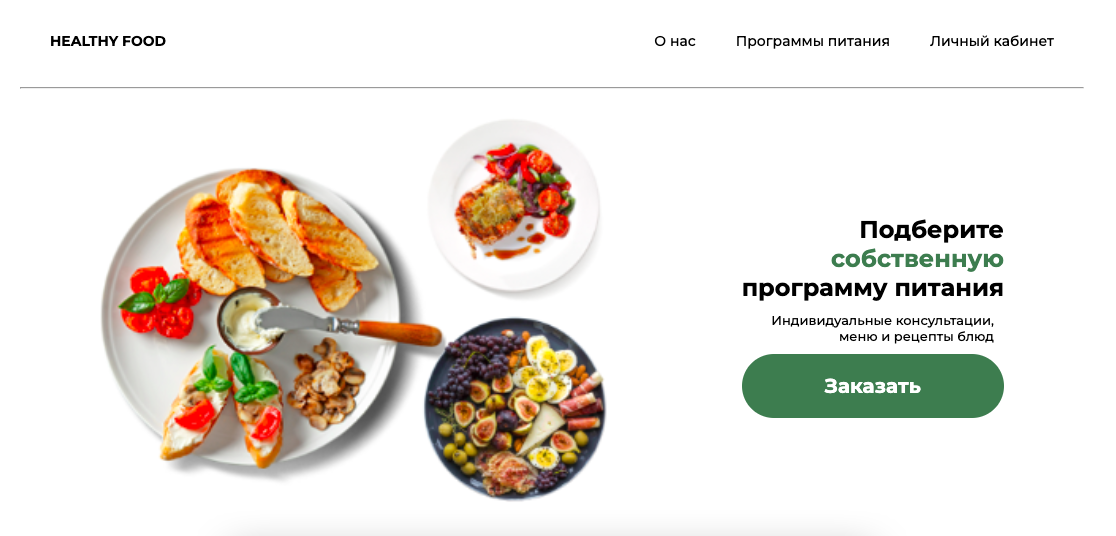 HEALTHY FOOD
О нас
Программы питания
Личный кабинет
Подберите
собственную
программу питания
Индивидуальные консультации,
меню и рецепты блюд
Заказать